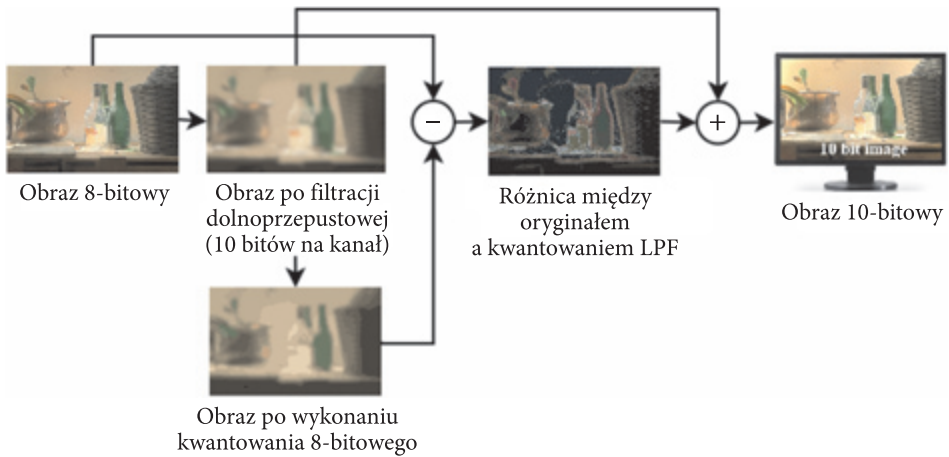 Obraz 8-bitowy
Obraz po filtracji
dolnoprzepustowej
(10 bitów na kanał)
−
Różnica między
oryginałem
a kwantowaniem LPF
+
10 bit image
Obraz 10-bitowy
Obraz po wykonaniu
kwantowania 8-bitowego